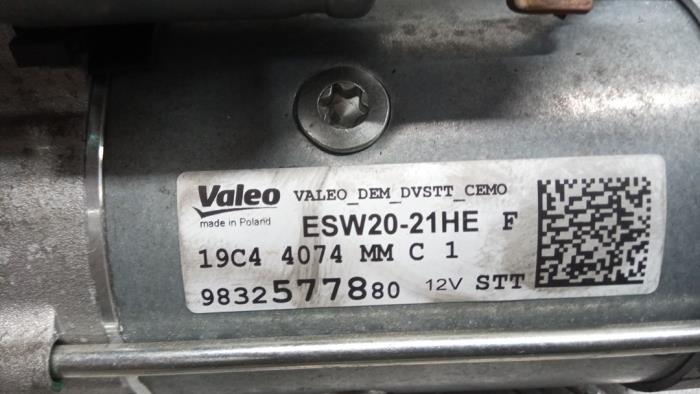 Valeo VALEO_DEM_DVSTT_CEMO
made in Poland ESW20-21HE F
19C4 4074 MM C 1
9832577880 12V STT